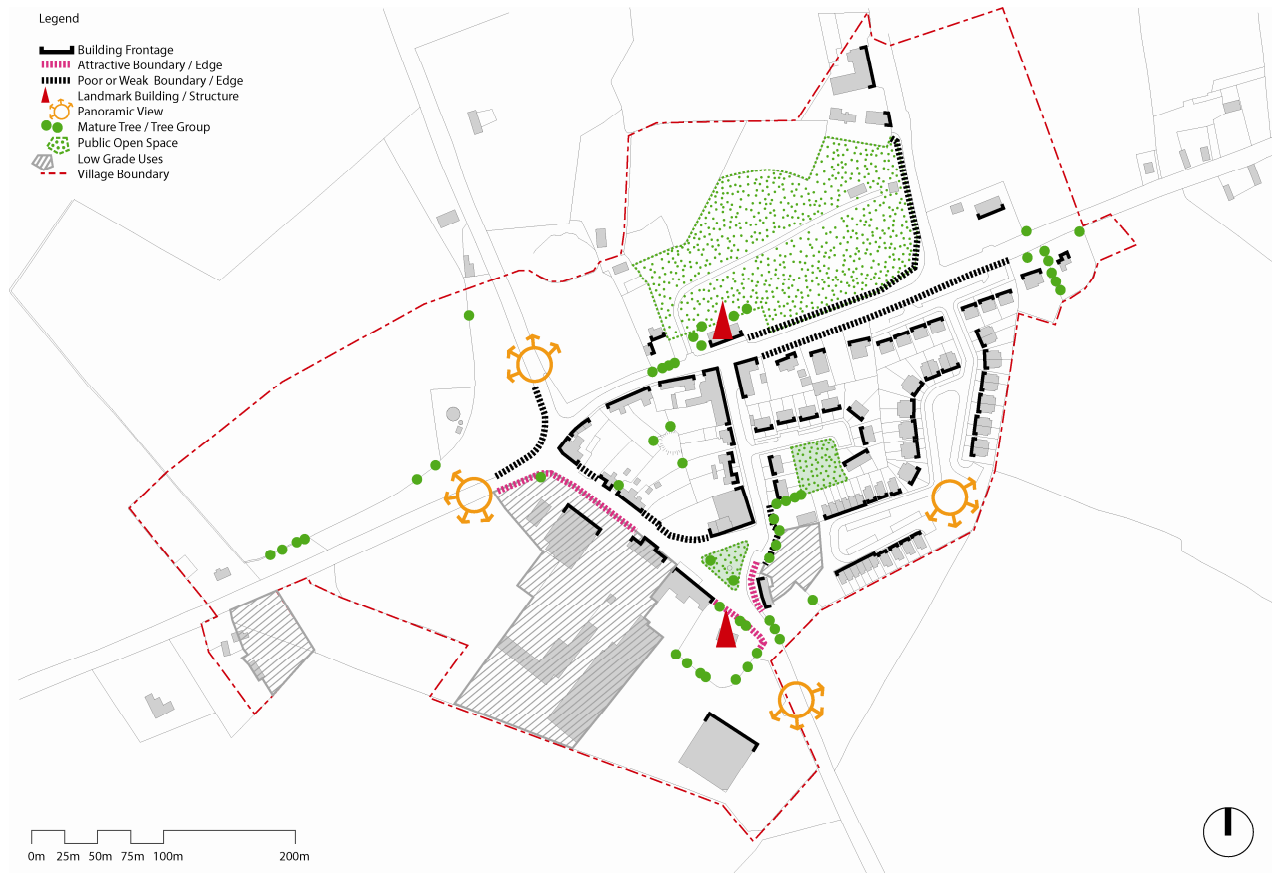 Legend
Building Frontage
Attractive Boundary / Edge
Poor or Weak Boundary / Edge
Landmark Building / Structure
Panoramic View
Mature Tree / Tree Group
Public Open Space
Low Grade Uses
Village Boundary
0m 25m 50m 75m 100m 200m